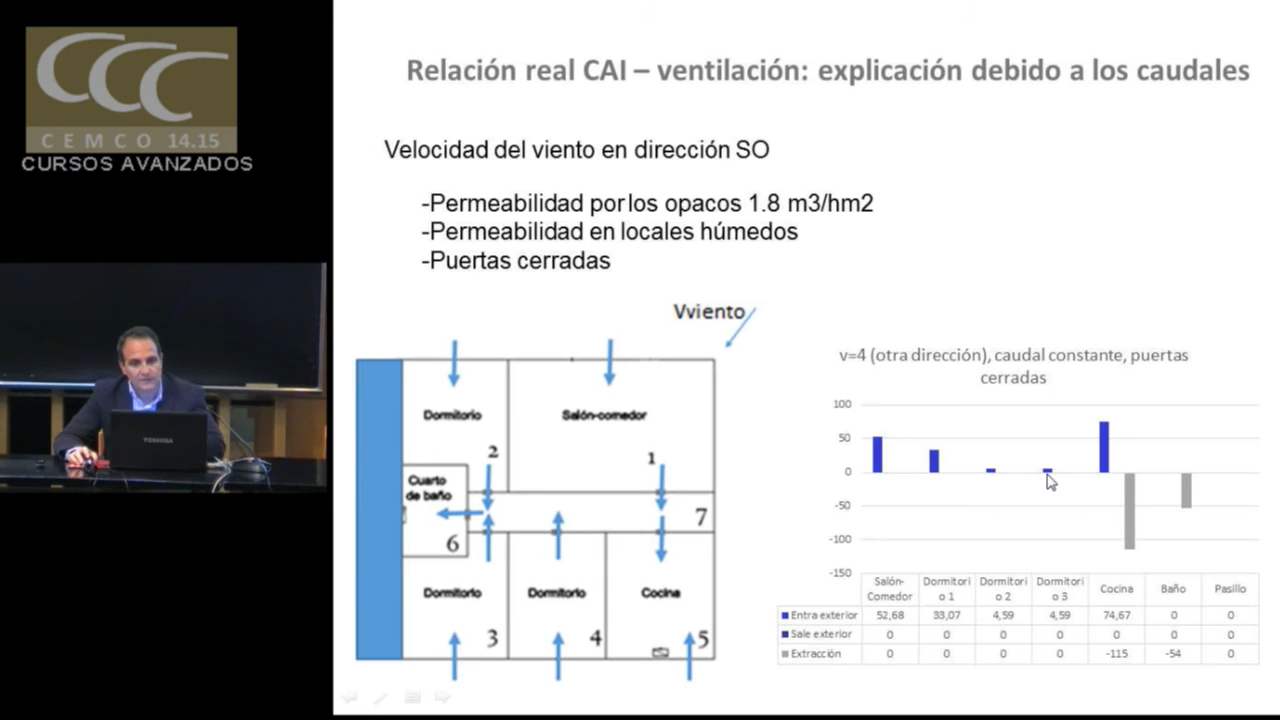 CEMCO 14.15
CURSOS AVANZADOS
TOSHIBA
Relación real CAI – ventilación: explicación debido a los caudales
Velocidad del viento en dirección SO
-Permeabilidad por los opacos 1.8 m3/hm2
-Permeabilidad en locales húmedos
-Puertas cerradas
Vviento
Dormitorio
Salón-comedor
2
1
Cuarto
de baño
7
6
Dormitorio
Dormitorio
Cocina
3
4
5
v=4 (otra dirección), caudal constante, puertas
cerradas
100
50
0
-50
-100
-150
Salón-
Comedor
Dormitori
o 1
Dormitori
o 2
Dormitori
o 3
Cocina
Baño
Pasillo
Entra exterior 52,68 33,07 4,59 4,59 74,67 0 0
Sale exterior 0 0 0 0 0 0 0
Extracción 0 0 0 0 -115 -54 0